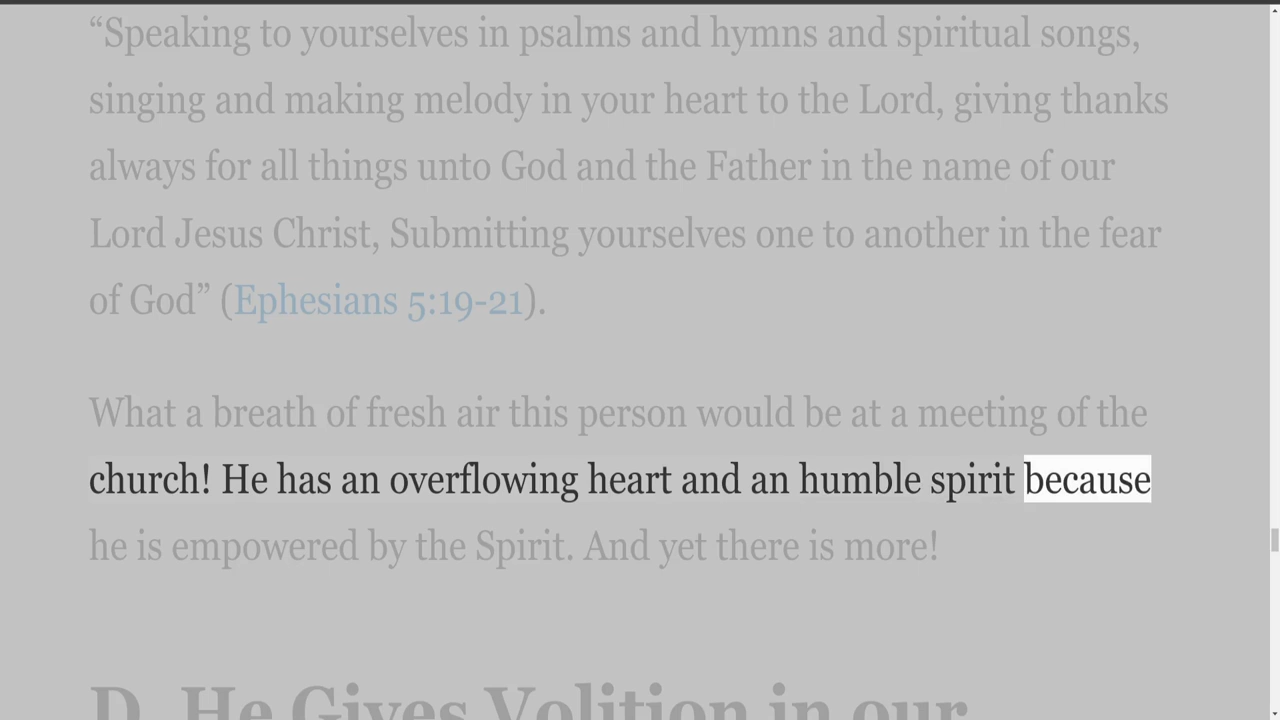 “Speaking to yourselves in psalms and hymns and spiritual songs,
singing and making melody in your heart to the Lord, giving thanks
always for all things unto God and the Father in the name of our
Lord Jesus Christ, Submitting yourselves one to another in the fear
of God” (Ephesians 5:19-21).
What a breath of fresh air this person would be at a meeting of the
church! He has an overflowing heart and an humble spirit because
he is empowered by the Spirit. And yet there is more!
D. He Gives Volition in our